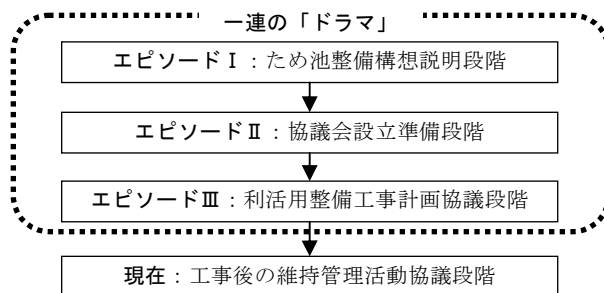 一連の「ドラマ」
エピソードⅠ：ため池整備構想説明段階
エピソードⅡ：協議会設立準備段階
エピソードⅢ：利活用整備工事計画協議段階
現在：工事後の維持管理活動協議段階